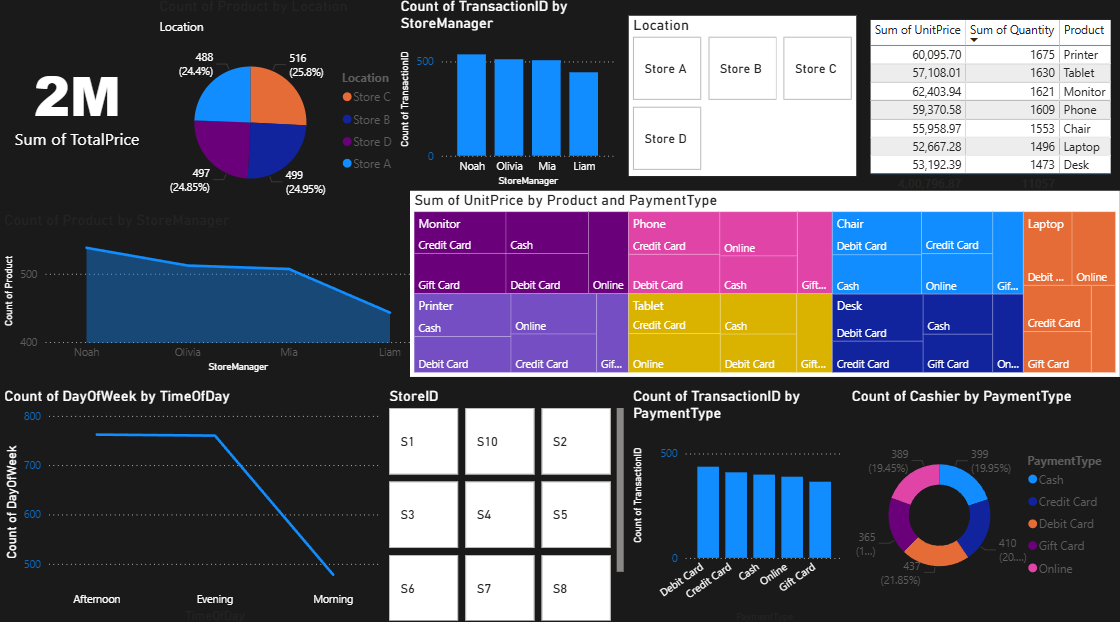 Count of Product by Location
Location
2M
Sum of TotalPrice
488
(24.4%)
516
(25.8%)
497
(24.85%)
499
(24.95%)
Location
Store C
Store B
Store D
Store A
Count of TransactionID by
StoreManager
Count of TransactionID
500
0
Noah
Olivia
Mia
Liam
StoreManager
Location
Store A
Store B
Store C
Store D
Sum of UnitPrice Sum of Quantity Product
60,095.70 1675 Printer
57,108.01 1630 Tablet
62,403.94 1621 Monitor
59,370.58 1609 Phone
55,958.97 1553 Chair
52,667.28 1496 Laptop
53,192.39 1473 Desk
4,00,796.87 11057
Count of Product by StoreManager
Count of Product
500
400
Noah
Olivia
Mia
Liam
StoreManager
Sum of UnitPrice by Product and PaymentType
Monitor
Credit Card
Cash
Gift Card
Debit Card
Online
Phone
Credit Card
Online
Debit Card
Cash
Gift...
Chair
Debit Card
Credit Card
Cash
Online
Gif...
Laptop
Debit ...
Online
Credit Card
Gift Card
Printer
Cash
Online
Debit Card
Credit Card
Gif...
Tablet
Credit Card
Cash
Online
Debit Card
Gift...
Desk
Debit Card
Cash
Credit Card
Gift Card
On...
Count of DayOfWeek by TimeOfDay
Count of DayOfWeek
800
700
600
500
Afternoon
Evening
Morning
TimeOfDay
StoreID
S1
S10
S2
S3
S4
S5
S6
S7
S8
Count of TransactionID by
PaymentType
Count of TransactionID
500
0
Debit Card
Credit Card
Cash
Online
Gift Card
PaymentType
Count of Cashier by PaymentType
389
(19.45%)
399
(19.95%)
365
(1...)
410
(20....)
437
(21.85%)
PaymentType
Cash
Credit Card
Debit Card
Gift Card
Online